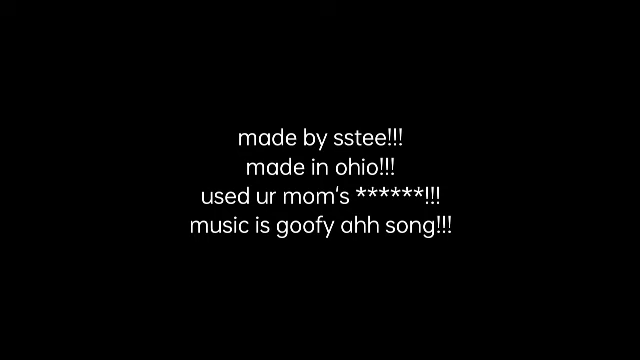 made by sstee!!!
made in ohio!!!
used ur mom's ******!!!
music is goofy ahh song!!!